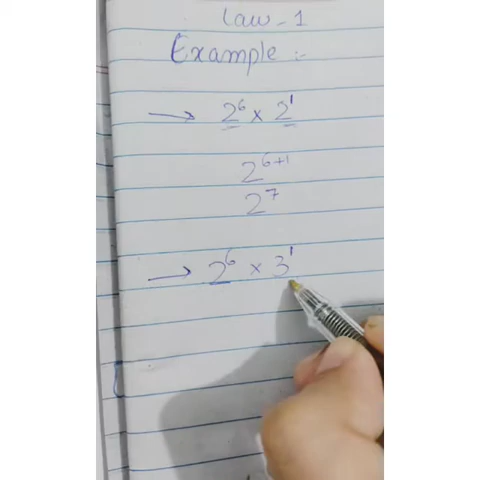 Law - 1
Example :-
→ 2⁶ × 2¹
2⁶⁺¹
2⁷
→ 2⁶ × 3¹